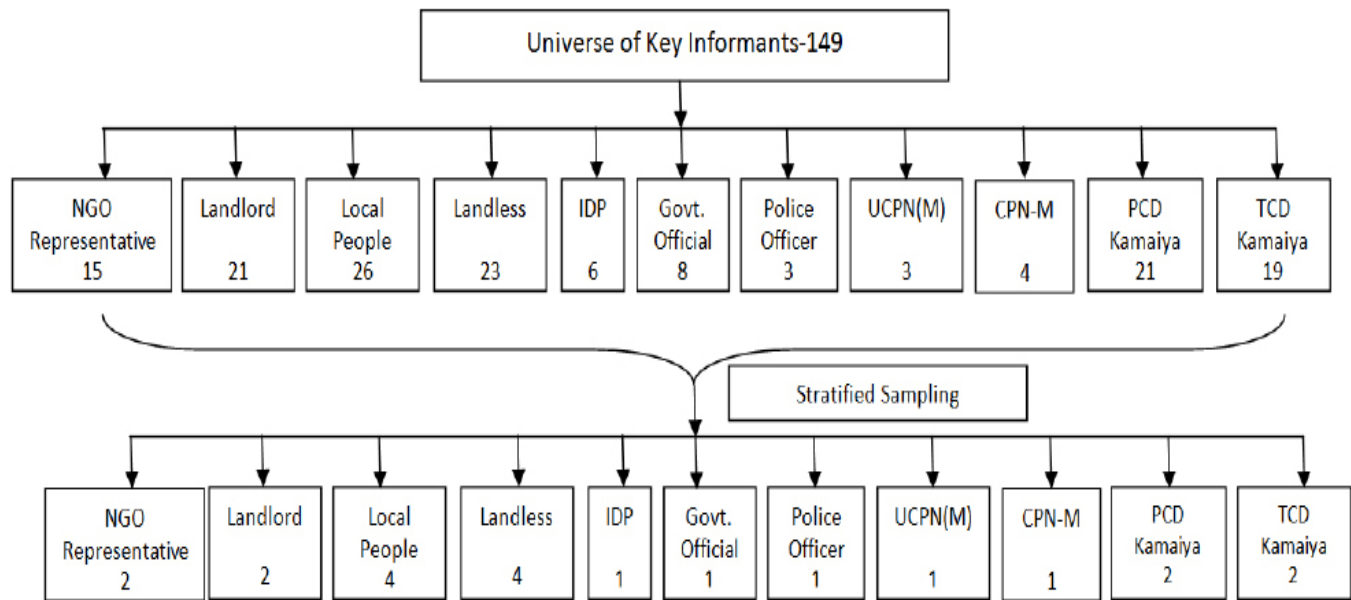 Universe of Key Informants-149
NGO
Representative
15
Landlord
21
Local
People
26
Landless
23
IDP
6
Govt.
Official
8
Police
Officer
3
UCPN(M)
3
CPN-M
4
PCD
Kamaiya
21
TCD
Kamaiya
19
Stratified Sampling
NGO
Representative
2
Landlord
2
Local
People
4
Landless
4
IDP
1
Govt.
Official
1
Police
Officer
1
UCPN(M)
1
CPN-M
1
PCD
Kamaiya
2
TCD
Kamaiya
2